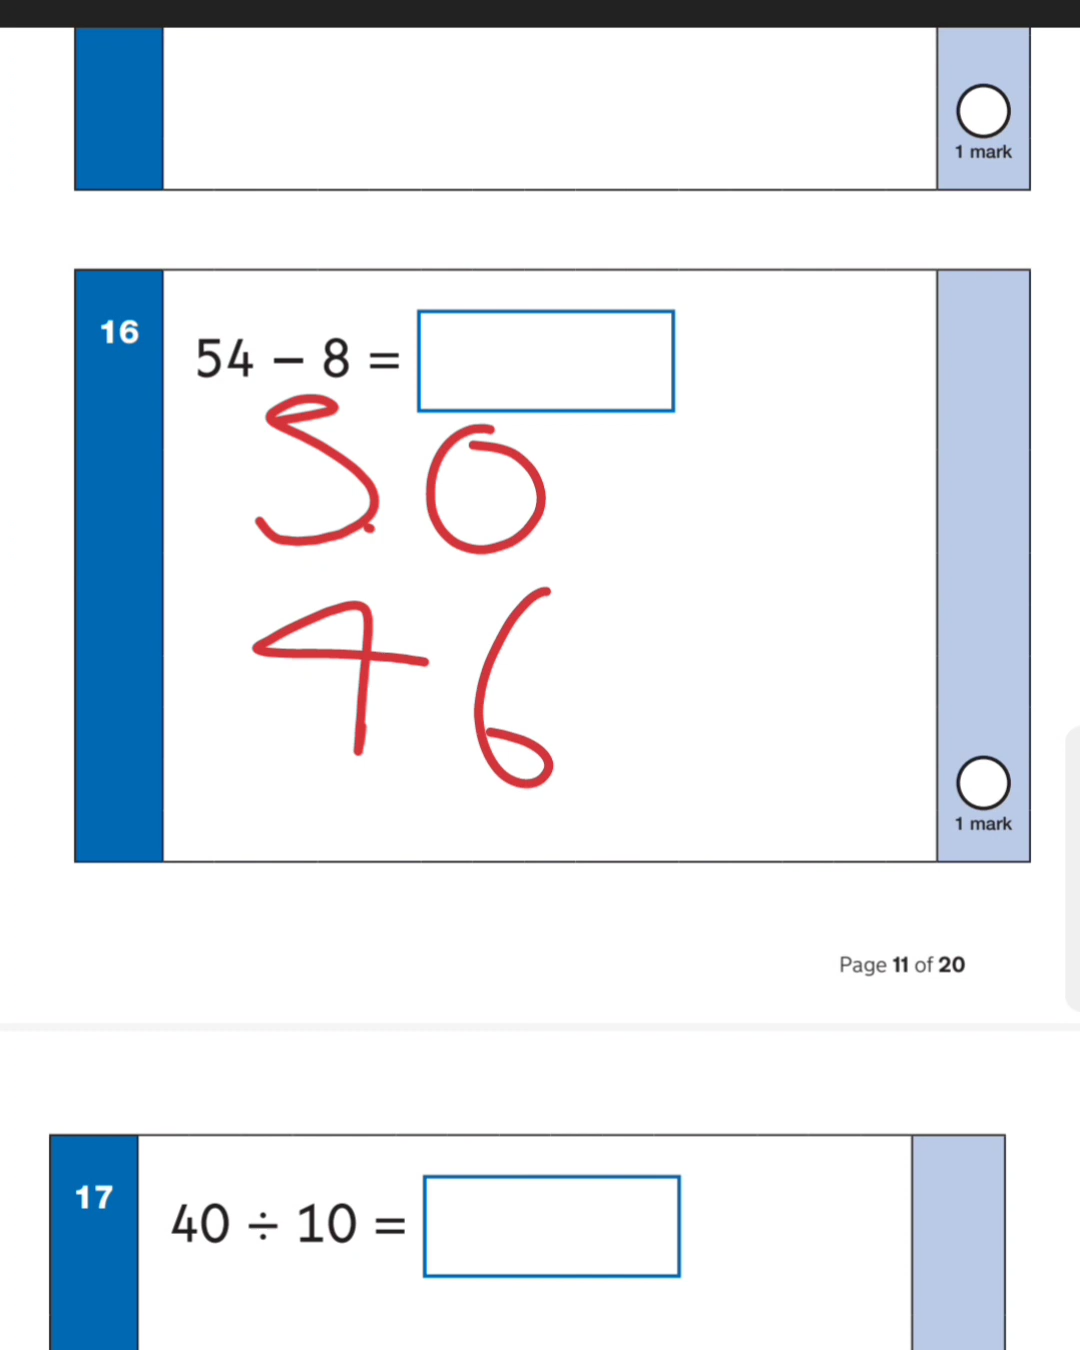 1 mark
16
54 – 8 =
50
46
1 mark
Page 11 of 20
17
40 ÷ 10 =